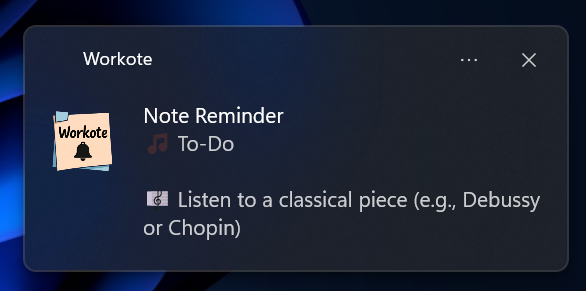 Workote
Note Reminder
Workote
🎵 To-Do
🎼 Listen to a classical piece (e.g., Debussy
or Chopin)